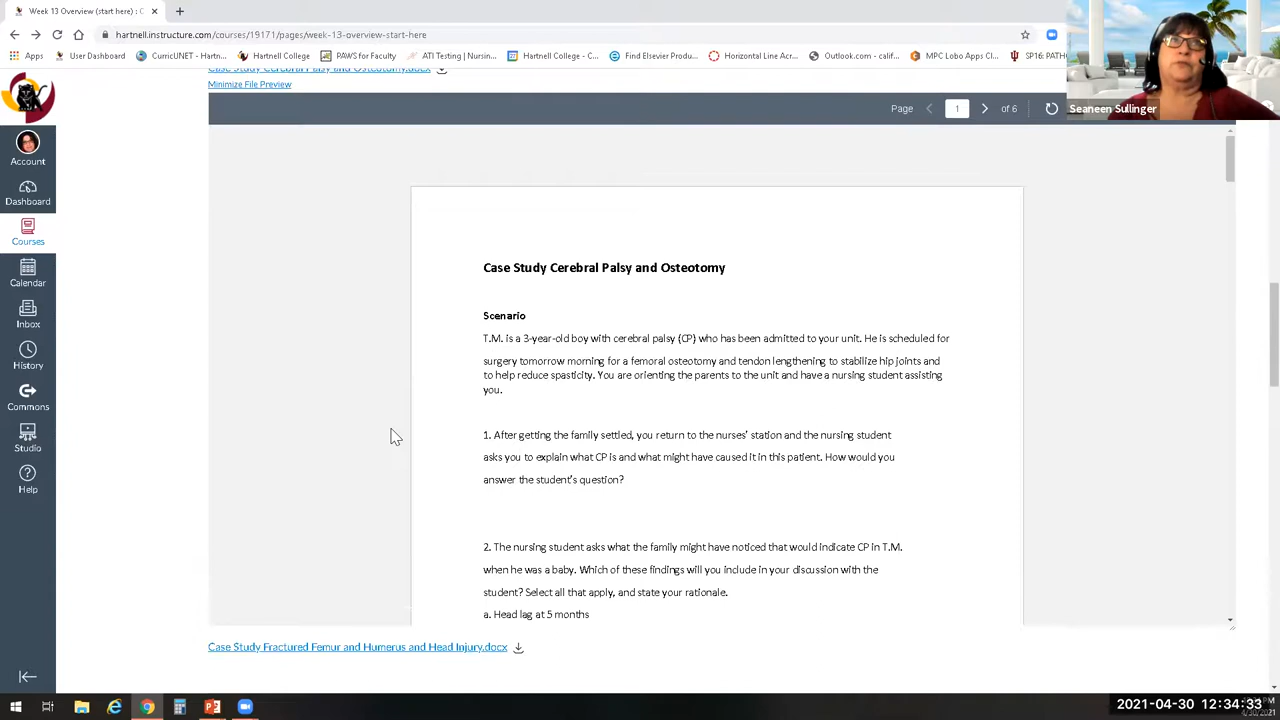 Week 13 Overview (start here) : C
hartnell.instructure.com/courses/19171/pages/week-13-overview-start-here
Apps
User Dashboard
CurricUNET - Hartn...
Hartnell College
PAWS for Faculty
ATI Testing | Nursin...
Hartnell College - C...
Find Elsevier Produ...
Horizontal Line Acr...
Outlook.com - calif...
MPC Lobo Apps Cl...
SP16: PATH
Seaneen Sullinger
Case Study Cerebral Palsy and Osteotomy.docx
Minimize File Preview
Page 1 of 6
Account
Dashboard
Courses
Calendar
Inbox
History
Commons
Studio
Help
Case Study Cerebral Palsy and Osteotomy
Scenario
T.M. is a 3-year-old boy with cerebral palsy (CP) who has been admitted to your unit. He is scheduled for
surgery tomorrow morning for a femoral osteotomy and tendon lengthening to stabilize hip joints and
to help reduce spasticity. You are orienting the parents to the unit and have a nursing student assisting
you.
1. After getting the family settled, you return to the nurses' station and the nursing student
asks you to explain what CP is and what might have caused it in this patient. How would you
answer the student's question?
2. The nursing student asks what the family might have noticed that would indicate CP in T.M.
when he was a baby. Which of these findings will you include in your discussion with the
student? Select all that apply, and state your rationale.
a. Head lag at 5 months
Case Study Fractured Femur and Humerus and Head Injury.docx
2021-04-30 12:34:33